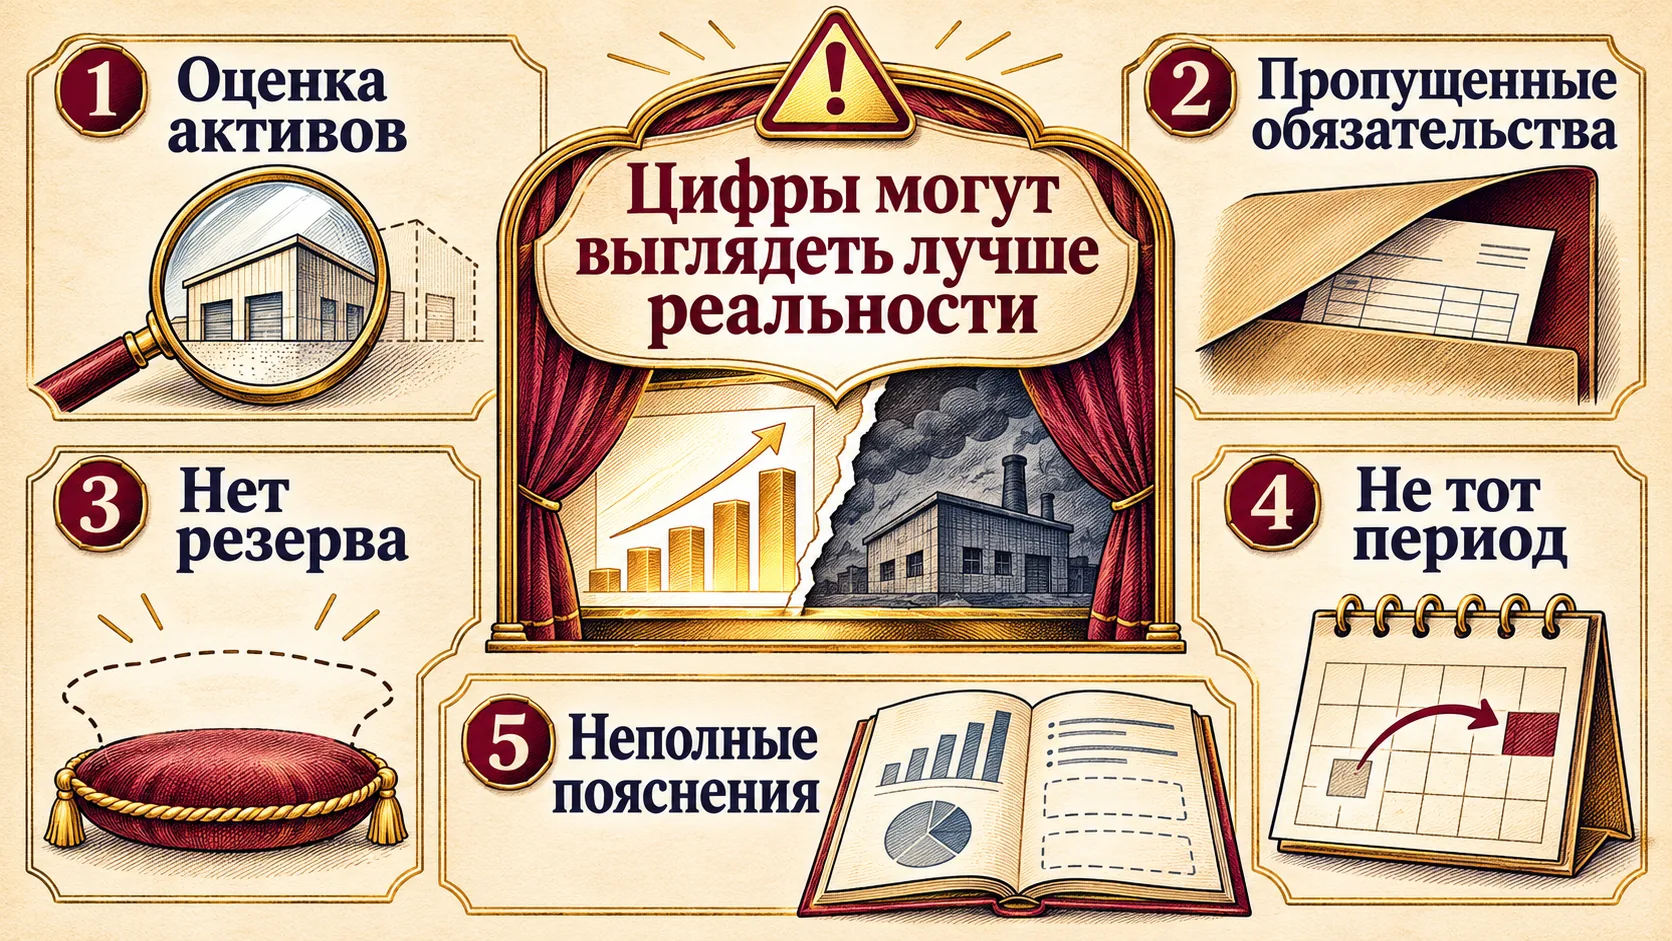 Цифры могут
выглядеть лучше
реальности
1
Оценка
активов
2
Пропущенные
обязательства
3
Нет
резерва
4
Не тот
период
5
Неполные
пояснения